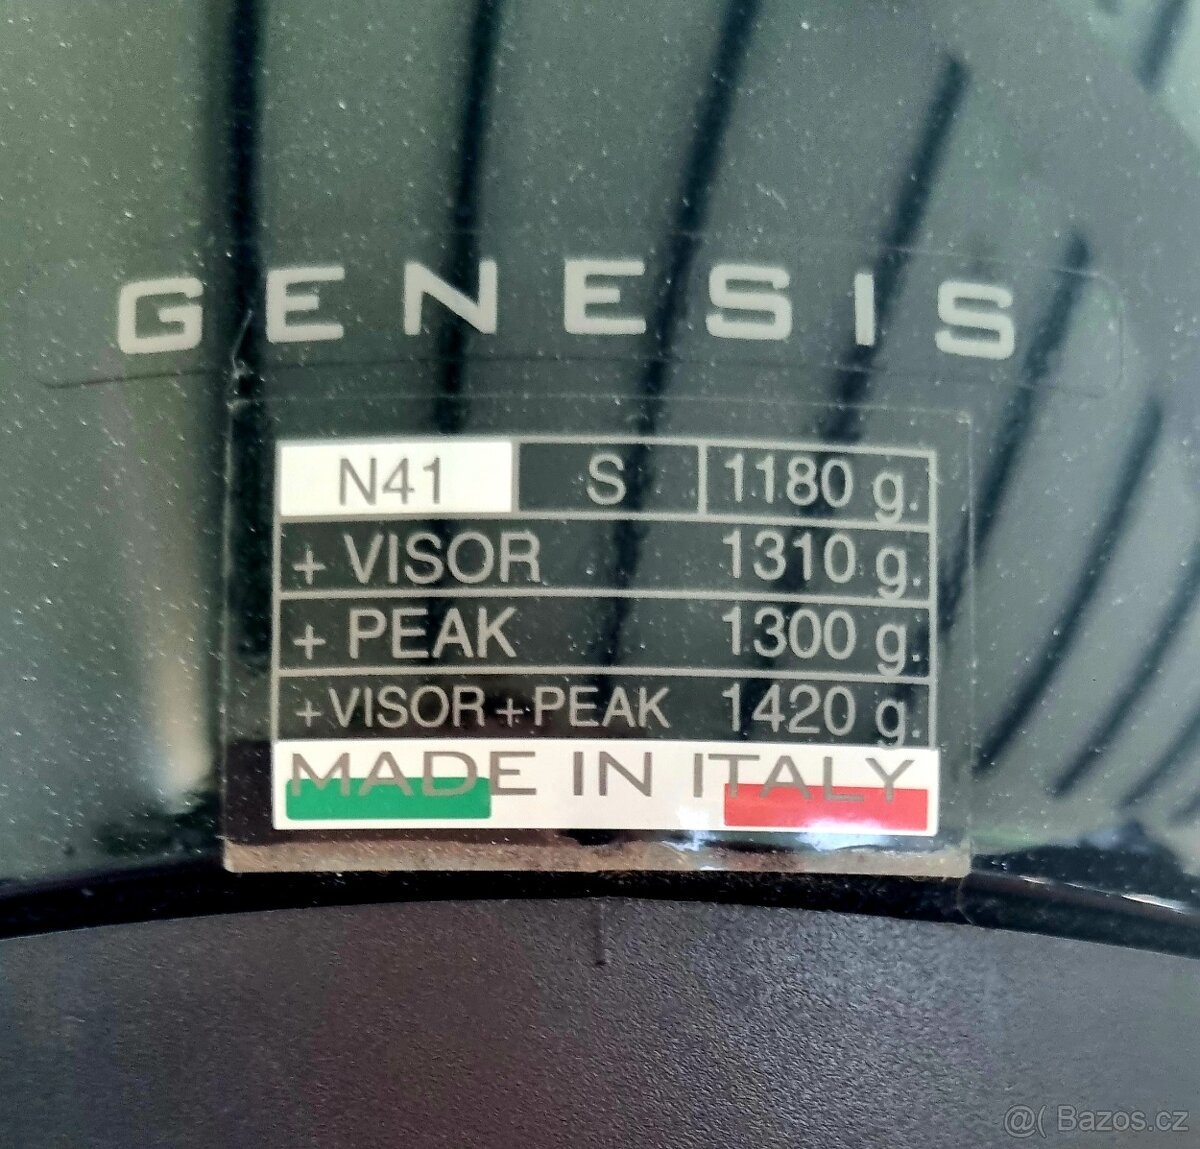 GENESIS
N41 S 1180 g.
+ VISOR 1310 g.
+ PEAK 1300 g.
+VISOR+PEAK 1420 g.
MADE IN ITALY
@( Bazos.cz